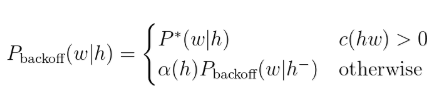 P_backoff(w|h) = { P*(w|h)    c(hw) > 0
α(h)P_backoff(w|h⁻)    otherwise